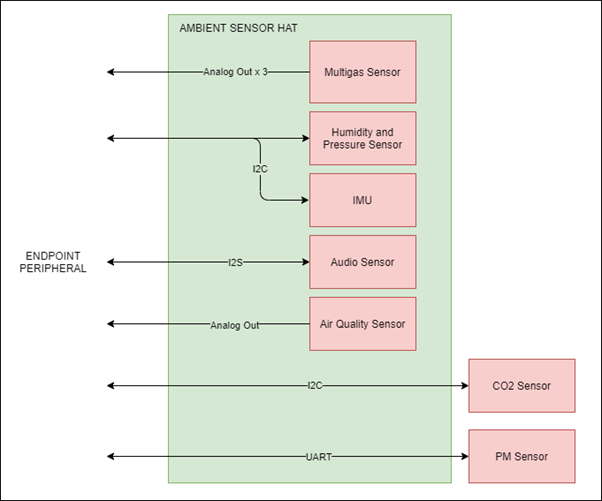 AMBIENT SENSOR HAT
Analog Out x 3
Multigas Sensor
Humidity and
Pressure Sensor
I2C
IMU
ENDPOINT
PERIPHERAL
I2S
Audio Sensor
Analog Out
Air Quality Sensor
I2C
CO2 Sensor
UART
PM Sensor